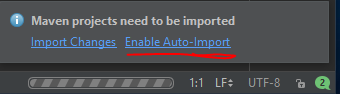 Maven projects need to be imported
Import Changes Enable Auto-Import
1:1 LF UTF-8 2